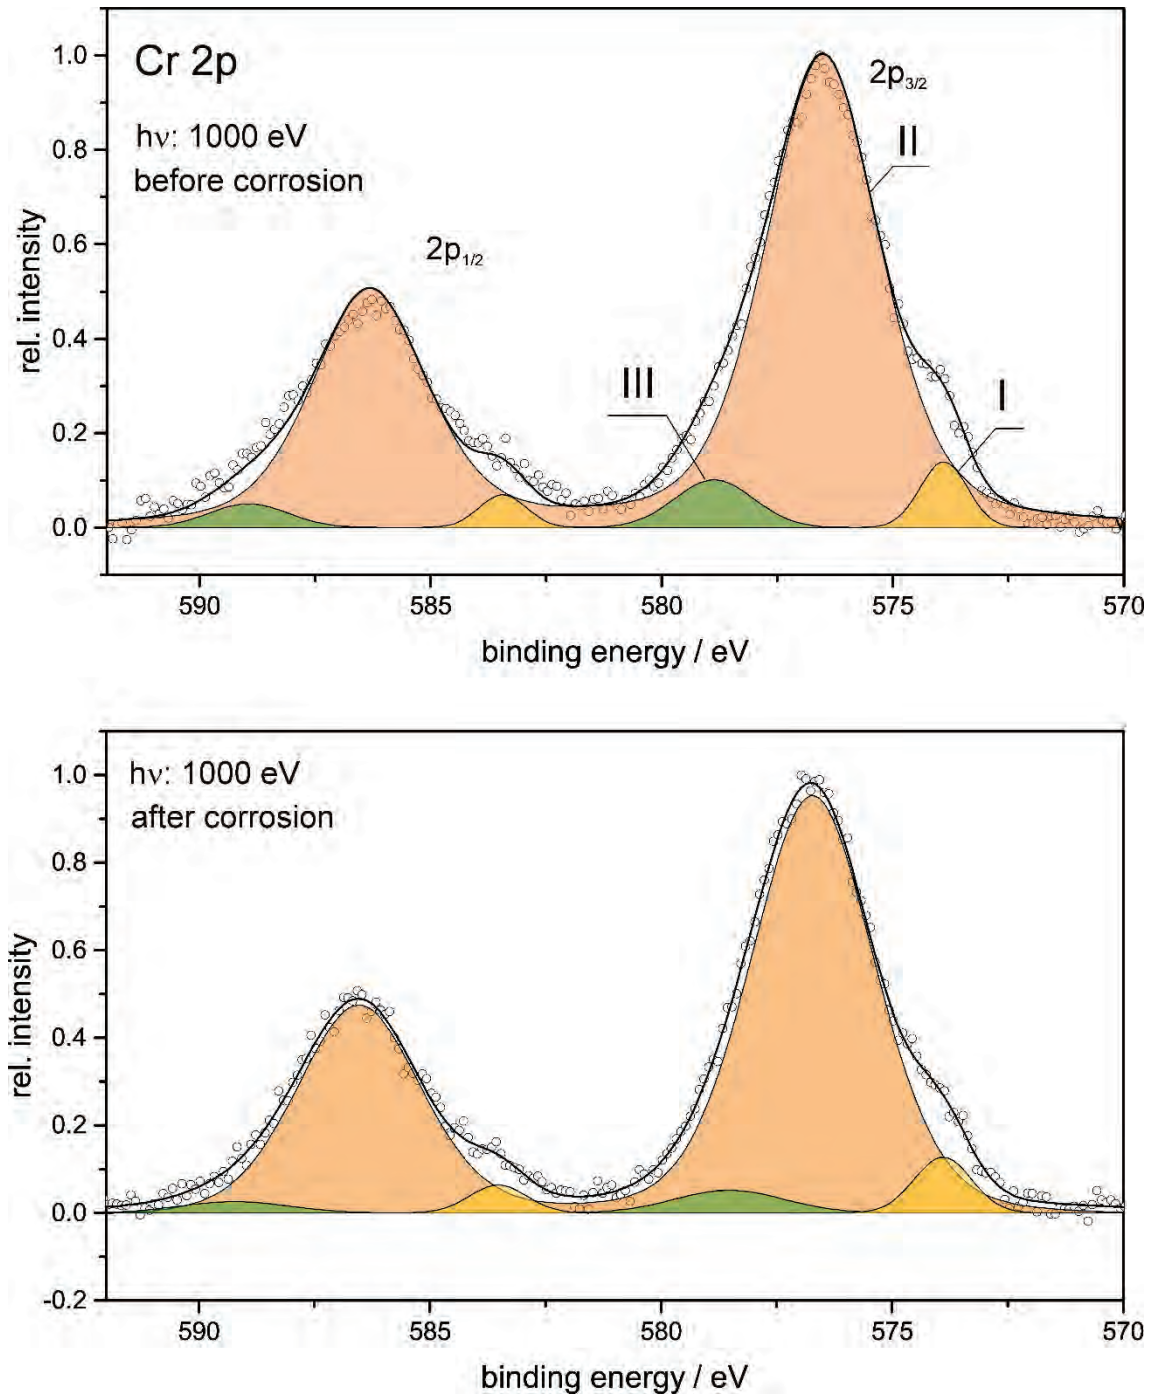 Cr 2p
hν: 1000 eV
before corrosion
2p3/2
II
2p1/2
III
I
rel. intensity
1.0
0.8
0.6
0.4
0.2
0.0
590
585
580
575
570
binding energy / eV
hν: 1000 eV
after corrosion
rel. intensity
1.0
0.8
0.6
0.4
0.2
0.0
-0.2
590
585
580
575
570
binding energy / eV